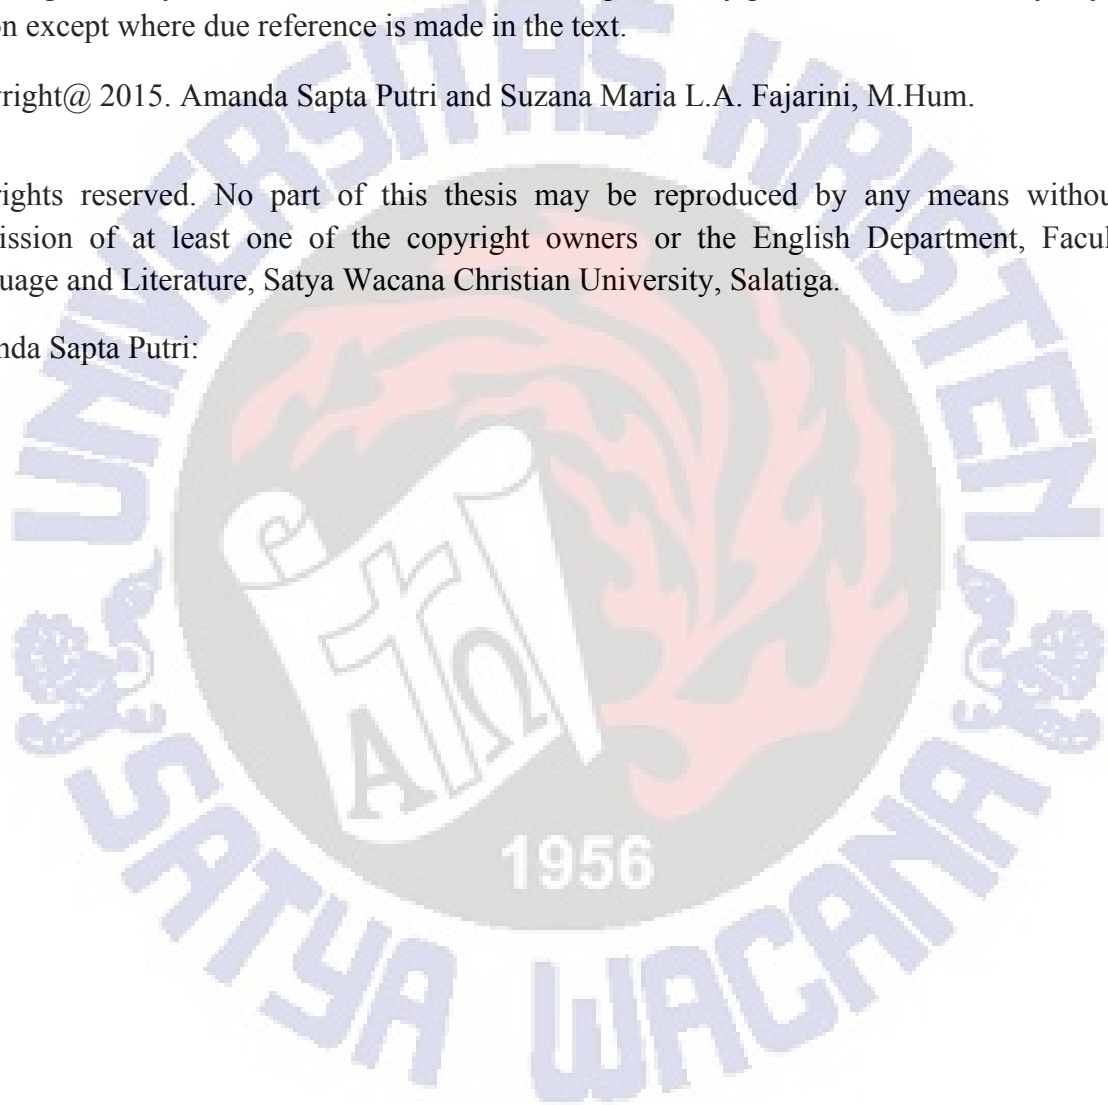 on except where due reference is made in the text.
right@ 2015. Amanda Sapta Putri and Suzana Maria L.A. Fajarini, M.Hum.
rights reserved. No part of this thesis may be reproduced by any means withou
ission of at least one of the copyright owners or the English Department, Facul
uage and Literature, Satya Wacana Christian University, Salatiga.
nda Sapta Putri:
UNIVERSITAS KRISTEN
Α Ω
1956
SATYA WACANA